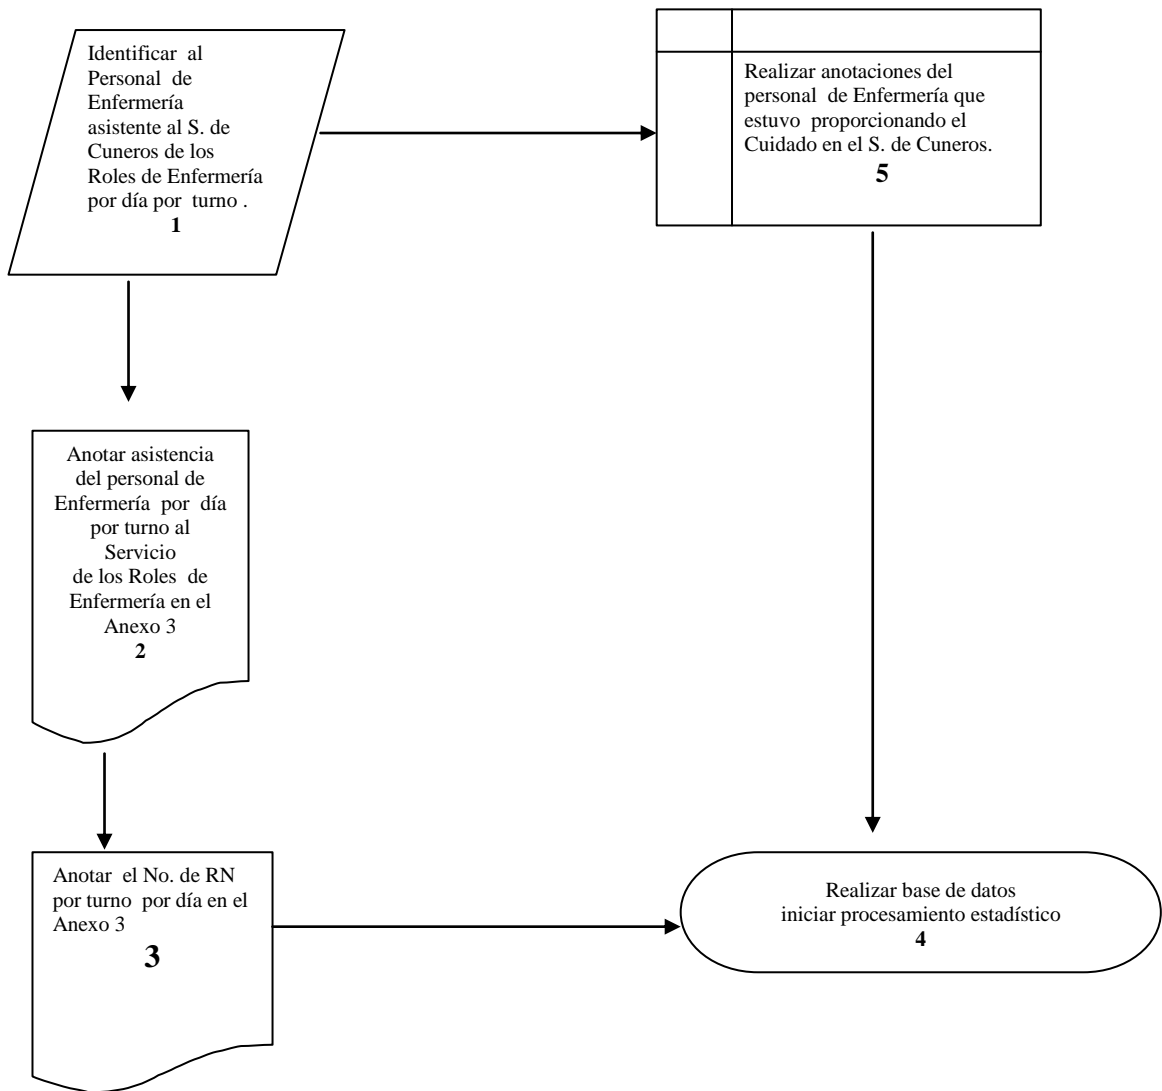 Identificar al
Personal de
Enfermería
asistente al S. de
Cuneros de los
Roles de Enfermería
por día por turno .
1
Realizar anotaciones del
personal de Enfermería que
estuvo proporcionando el
Cuidado en el S. de Cuneros.
5
Anotar asistencia
del personal de
Enfermería por día
por turno al
Servicio
de los Roles de
Enfermería en el
Anexo 3
2
Anotar el No. de RN
por turno por día en el
Anexo 3
3
Realizar base de datos
iniciar procesamiento estadístico
4